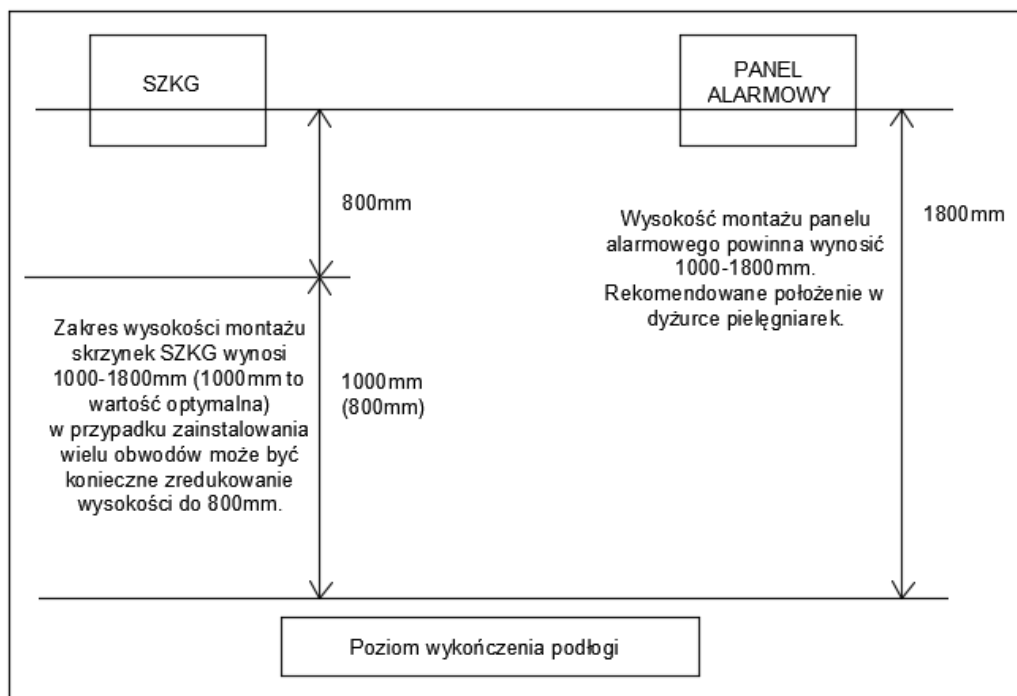 SZKG
PANEL
ALARMOWY
800mm
1800mm
Wysokość montażu panelu
alarmowego powinna wynosić
1000-1800mm.
Rekomendowane położenie w
dyżurce pielęgniarek.
Zakres wysokości montażu
skrzynek SZKG wynosi
1000-1800mm (1000mm to
wartość optymalna)
w przypadku zainstalowania
wielu obwodów może być
konieczne zredukowanie
wysokości do 800mm.
1000mm
(800mm)
Poziom wykończenia podłogi